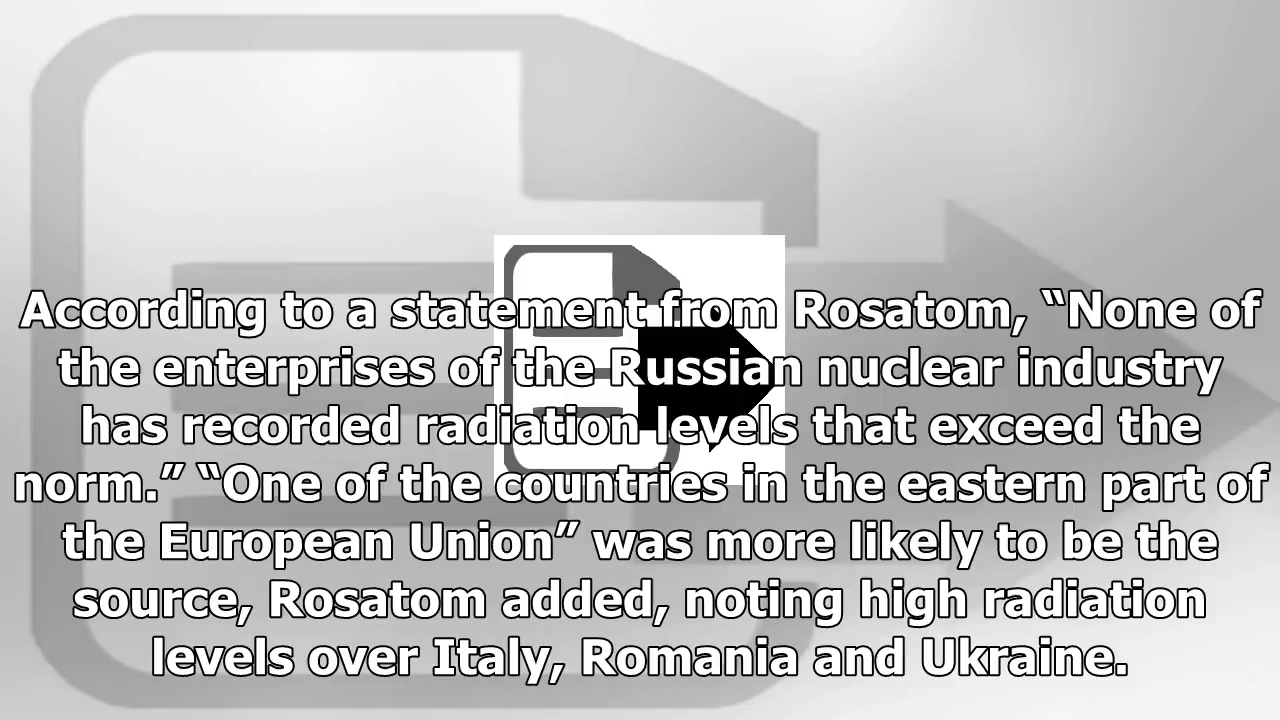 According to a statement from Rosatom, “None of
the enterprises of the Russian nuclear industry
has recorded radiation levels that exceed the
norm.” “One of the countries in the eastern part of
the European Union” was more likely to be the
source, Rosatom added, noting high radiation
levels over Italy, Romania and Ukraine.